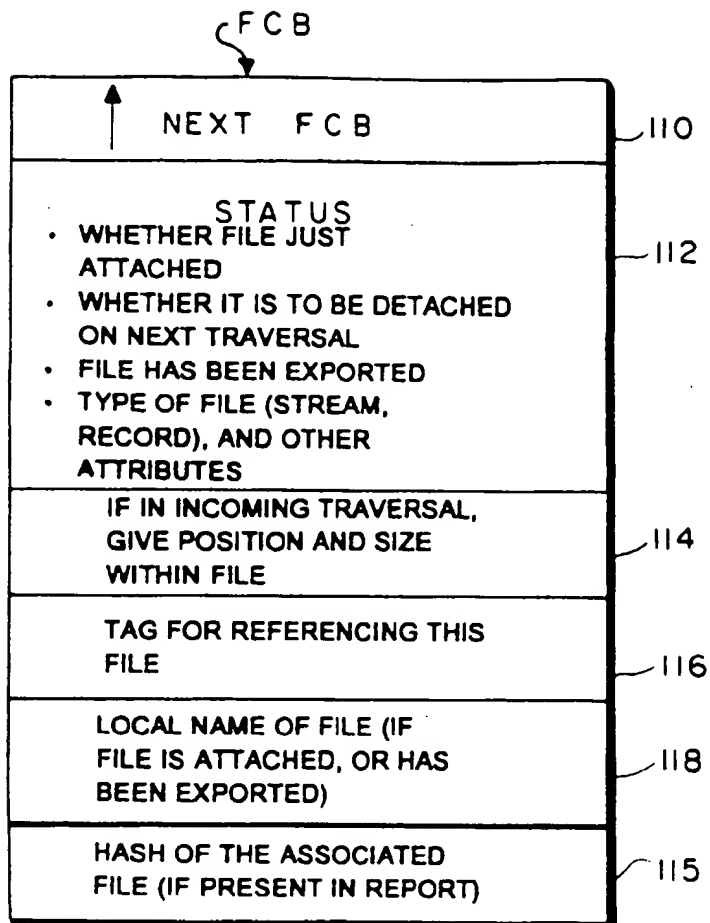 FCB
NEXT FCB
110
STATUS
112
· WHETHER FILE JUST
ATTACHED
· WHETHER IT IS TO BE DETACHED
ON NEXT TRAVERSAL
· FILE HAS BEEN EXPORTED
· TYPE OF FILE (STREAM,
RECORD), AND OTHER
ATTRIBUTES
IF IN INCOMING TRAVERSAL,
GIVE POSITION AND SIZE
WITHIN FILE
114
TAG FOR REFERENCING THIS
FILE
116
LOCAL NAME OF FILE (IF
FILE IS ATTACHED, OR HAS
BEEN EXPORTED)
118
HASH OF THE ASSOCIATED
FILE (IF PRESENT IN REPORT)
115